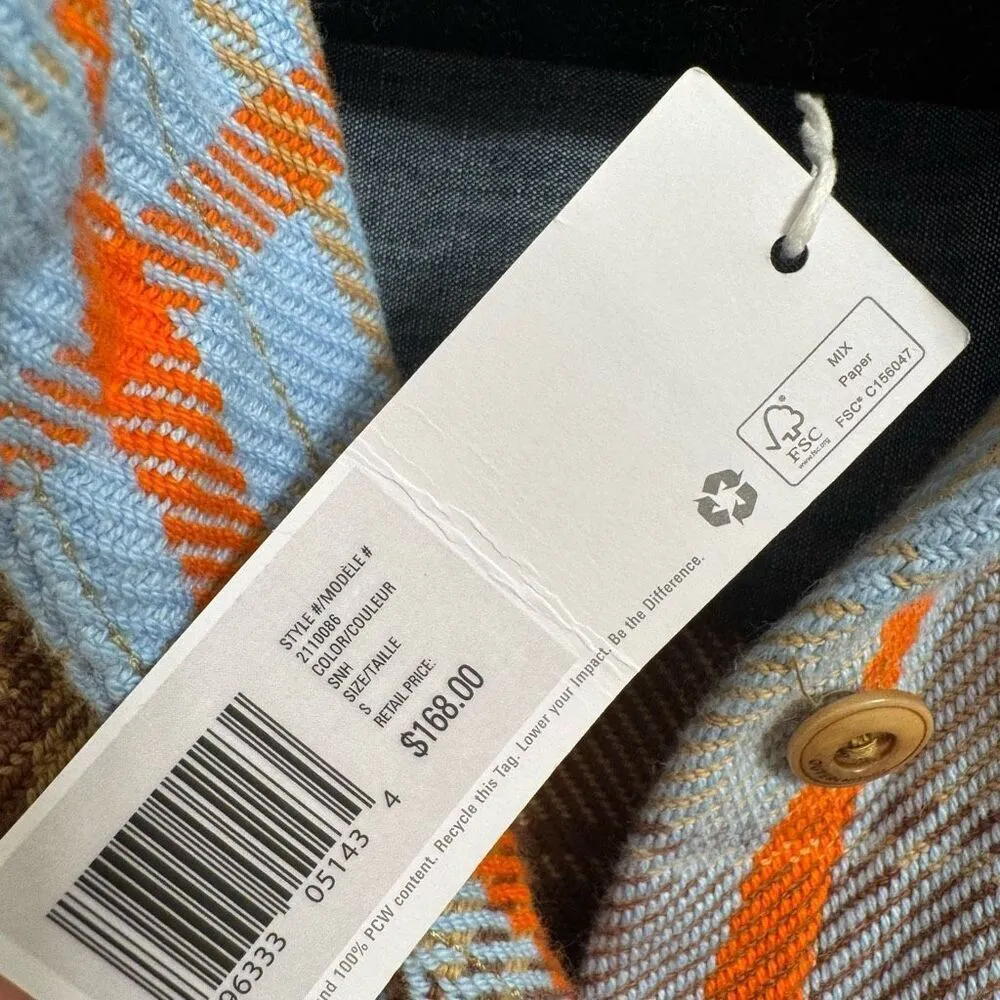 MIX
Paper
FSC® C156047
FSC
www.fsc.org
STYLE #/MODÈLE #
2110086
COLOR/COULEUR
SNH
SIZE/TAILLE
S
RETAIL PRICE:
$168.00
96333 05143 4
100% PCW content. Recycle this Tag. Lower your Impact. Be the Difference.